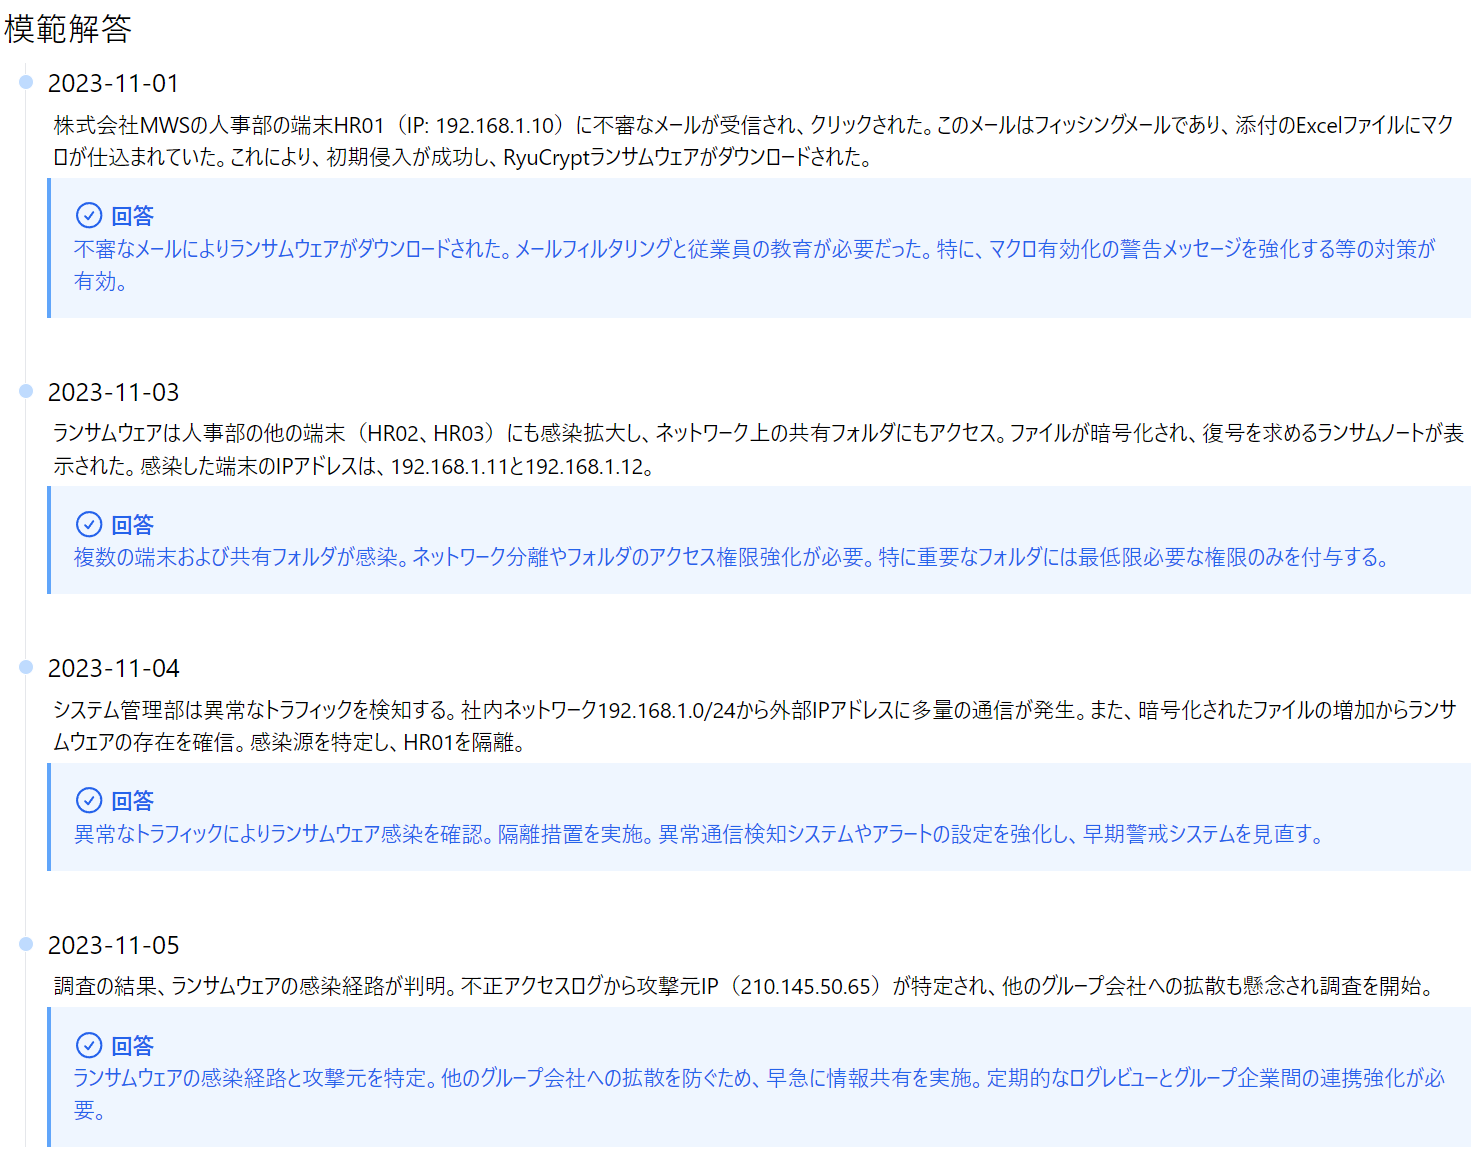 模範解答
2023-11-01
株式会社MWSの人事部の端末HR01（IP: 192.168.1.10）に不審なメールが受信され、クリックされた。このメールはフィッシングメールであり、添付のExcelファイルにマク
ロが仕込まれていた。これにより、初期侵入が成功し、RyuCryptランサムウェアがダウンロードされた。
回答
不審なメールによりランサムウェアがダウンロードされた。メールフィルタリングと従業員の教育が必要だった。特に、マクロ有効化の警告メッセージを強化する等の対策が
有効。
2023-11-03
ランサムウェアは人事部の他の端末（HR02、HR03）にも感染拡大し、ネットワーク上の共有フォルダにもアクセス。ファイルが暗号化され、復号を求めるランサムノートが表
示された。感染した端末のIPアドレスは、192.168.1.11と192.168.1.12。
回答
複数の端末および共有フォルダが感染。ネットワーク分離やフォルダのアクセス権限強化が必要。特に重要なフォルダには最低限必要な権限のみを付与する。
2023-11-04
システム管理部は異常なトラフィックを検知する。社内ネットワーク192.168.1.0/24から外部IPアドレスに多量の通信が発生。また、暗号化されたファイルの増加からランサ
ムウェアの存在を確信。感染源を特定し、HR01を隔離。
回答
異常なトラフィックによりランサムウェア感染を確認。隔離措置を実施。異常通信検知システムやアラートの設定を強化し、早期警戒システムを見直す。
2023-11-05
調査の結果、ランサムウェアの感染経路が判明。不正アクセスログから攻撃元IP（210.145.50.65）が特定され、他のグループ会社への拡散も懸念され調査を開始。
回答
ランサムウェアの感染経路と攻撃元を特定。他のグループ会社への拡散を防ぐため、早急に情報共有を実施。定期的なログレビューとグループ企業間の連携強化が必
要。